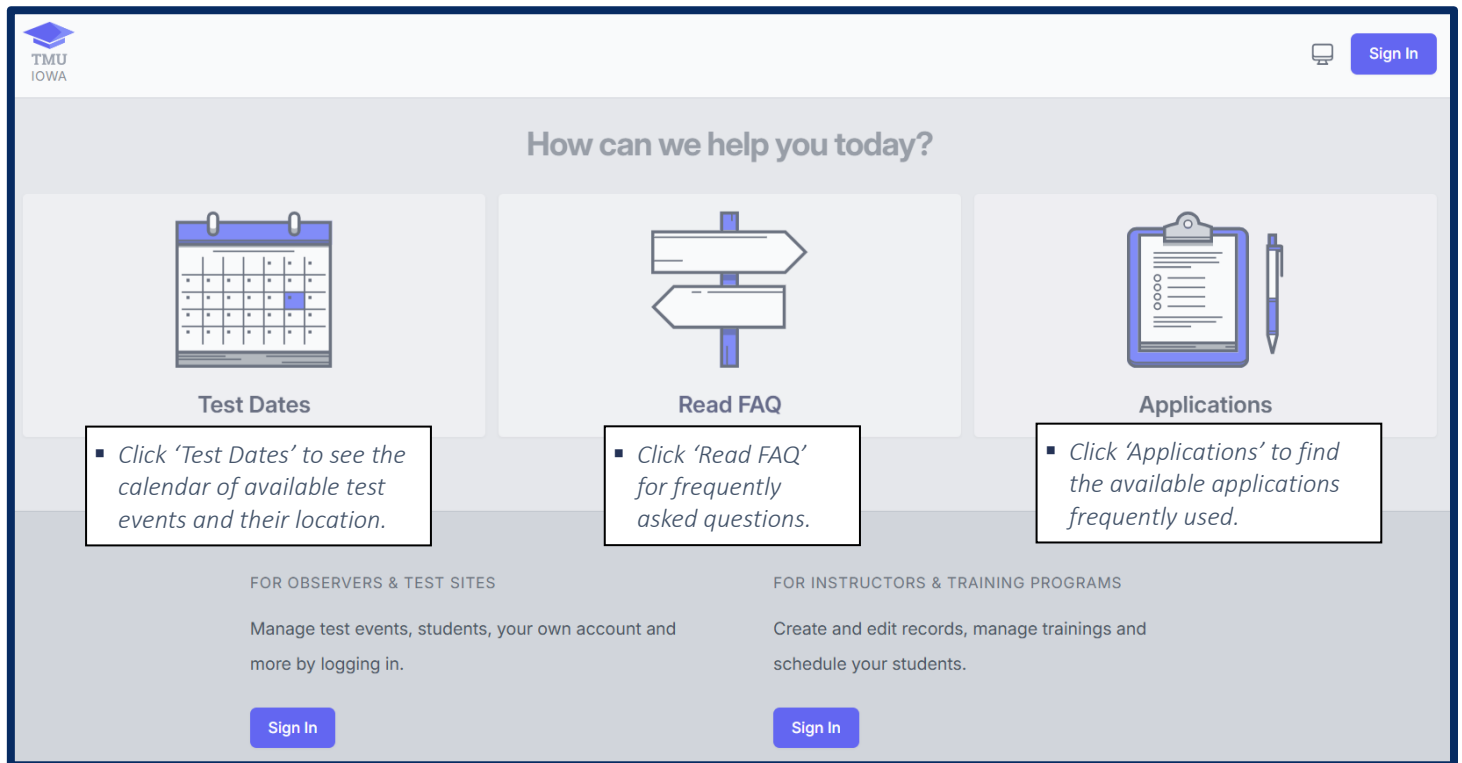 TMU
IOWA
Sign In
How can we help you today?
Test Dates
Read FAQ
Applications
▪ Click ‘Test Dates’ to see the
calendar of available test
events and their location.
▪ Click ‘Read FAQ’
for frequently
asked questions.
▪ Click ‘Applications’ to find
the available applications
frequently used.
FOR OBSERVERS & TEST SITES
Manage test events, students, your own account and
more by logging in.
Sign In
FOR INSTRUCTORS & TRAINING PROGRAMS
Create and edit records, manage trainings and
schedule your students.
Sign In